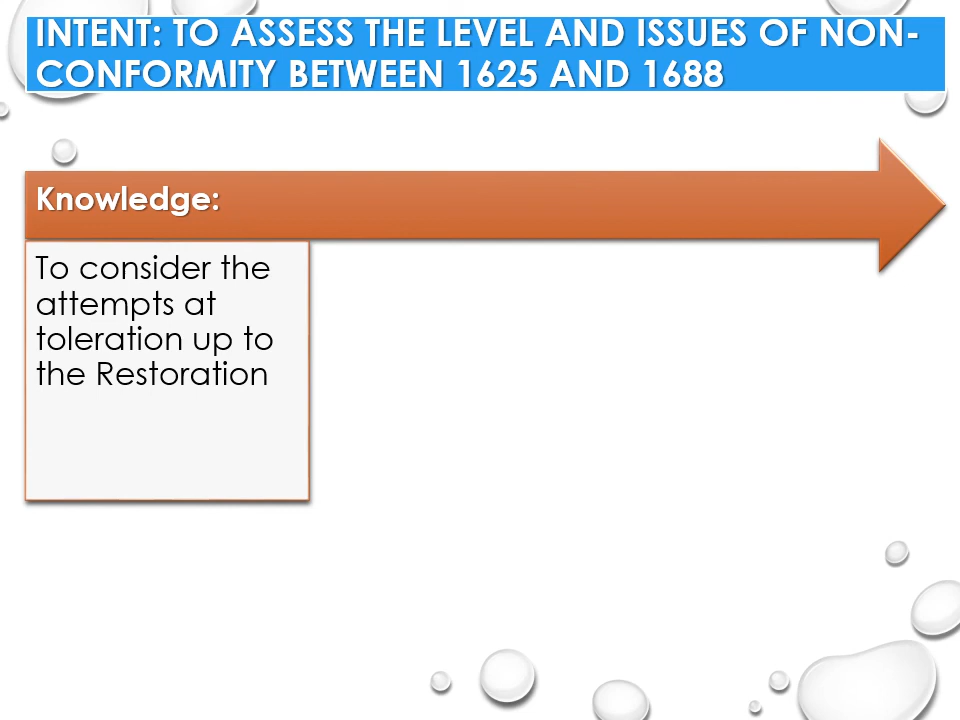 INTENT: TO ASSESS THE LEVEL AND ISSUES OF NON-
CONFORMITY BETWEEN 1625 AND 1688
Knowledge:
To consider the
attempts at
toleration up to
the Restoration